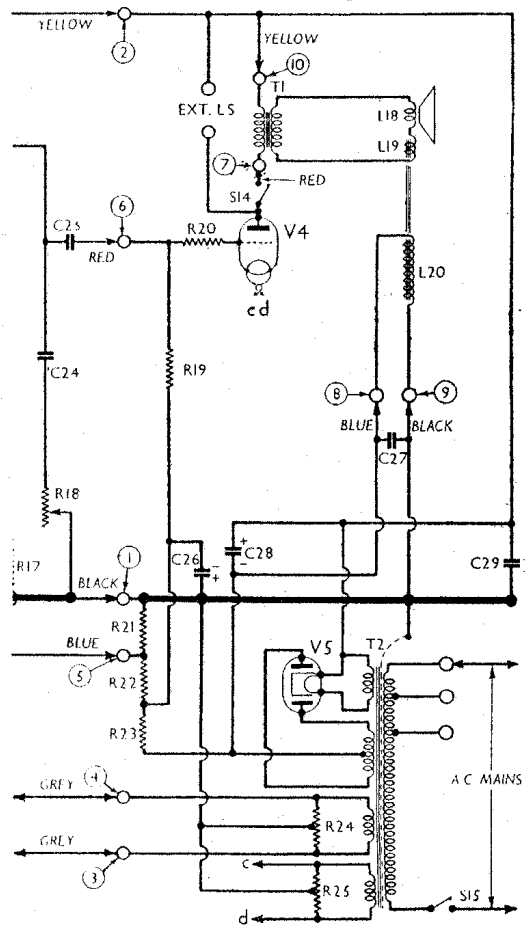 YELLOW
2
YELLOW
10
T1
EXT. LS
L18
L19
7
RED
S14
C25
6
RED
R20
V4
cd
L20
C24
R19
8
9
BLUE
BLACK
C27
R18
R17
1
BLACK
C26
+
-
-
+
C28
C29
R21
BLUE
5
R22
R23
V5
T2
GREY
4
A C MAINS
R24
GREY
3
c
R25
S15
d